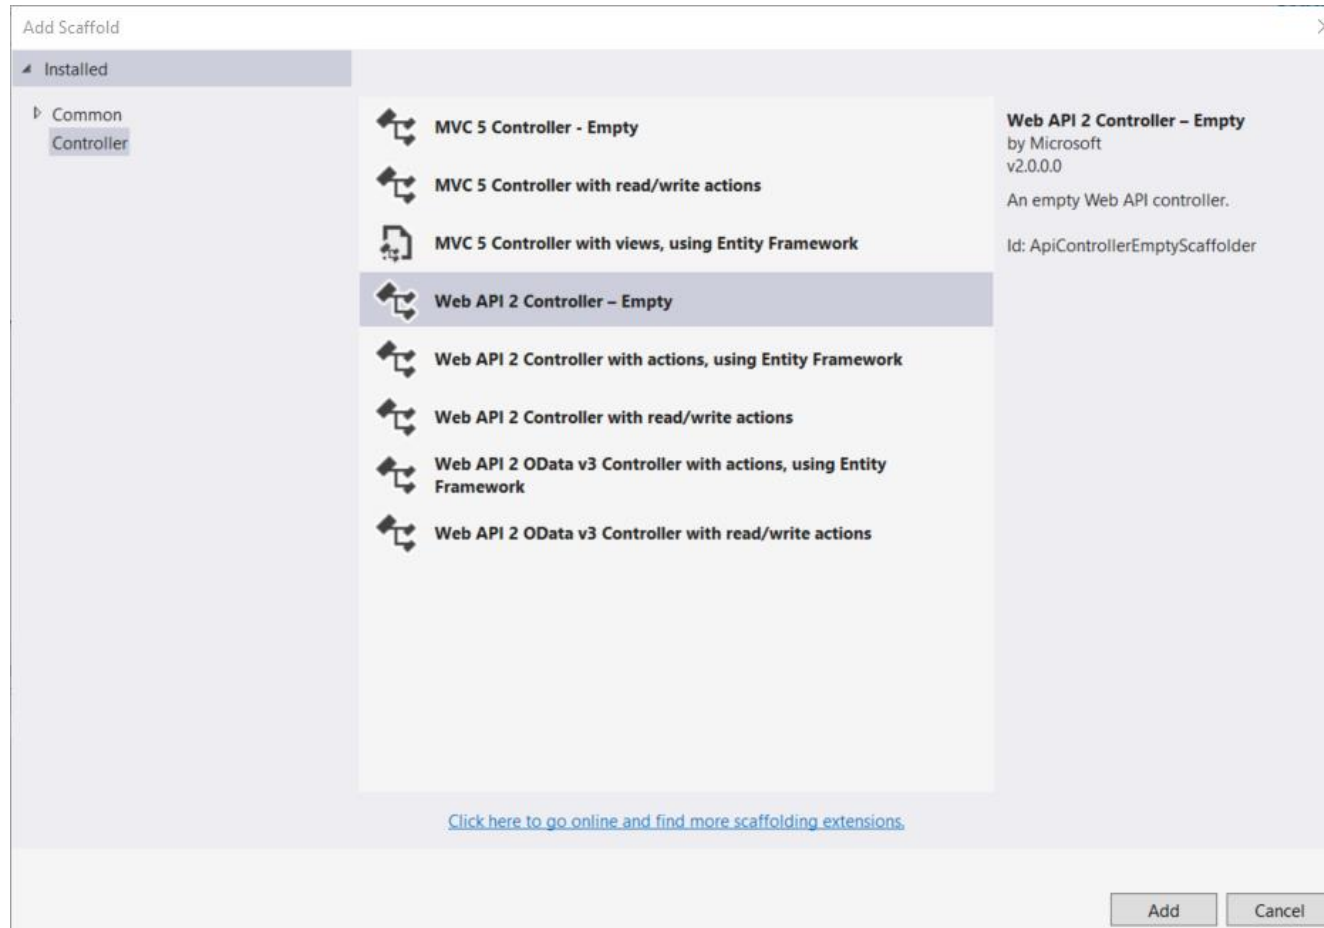 Add Scaffold
Installed
Common
Controller
MVC 5 Controller - Empty
MVC 5 Controller with read/write actions
MVC 5 Controller with views, using Entity Framework
Web API 2 Controller – Empty
Web API 2 Controller with actions, using Entity Framework
Web API 2 Controller with read/write actions
Web API 2 OData v3 Controller with actions, using Entity
Framework
Web API 2 OData v3 Controller with read/write actions
Web API 2 Controller – Empty
by Microsoft
v2.0.0.0
An empty Web API controller.
Id: ApiControllerEmptyScaffolder
Click here to go online and find more scaffolding extensions.
Add
Cancel